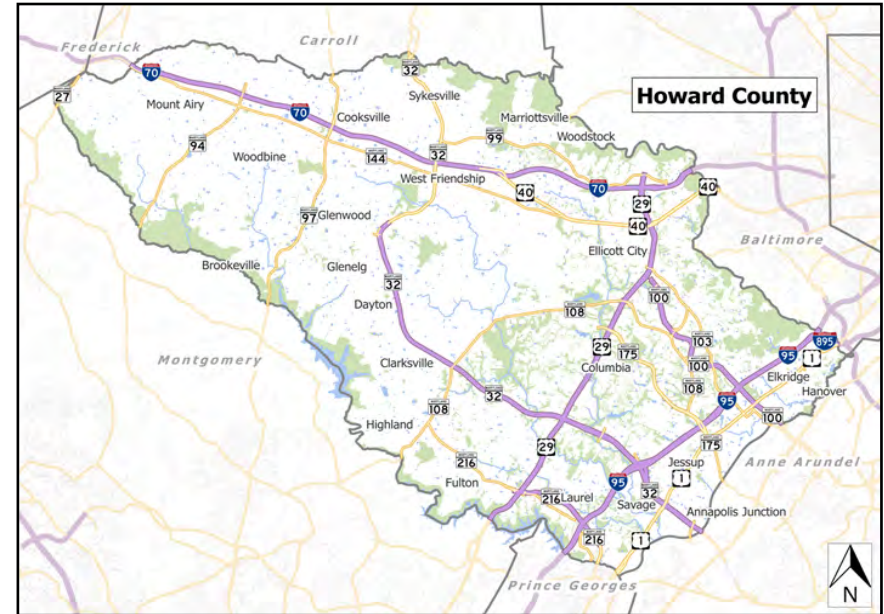 Carroll
Frederick
70
32
27
Mount Airy
70
Sykesville
Howard County
Cooksville
Marriottsville
Woodstock
94
99
Woodbine
144
32
West Friendship
40
70
40
29
97
Glenwood
40
Baltimore
Ellicott City
Brookeville
Glenelg
32
100
Dayton
108
103
895
Montgomery
29
175
95
1
Clarksville
Columbia
100
Elkridge
32
108
Hanover
95
108
100
Highland
29
175
216
Jessup
Anne Arundel
Fulton
95
1
216
Laurel
32
Savage
Annapolis Junction
216
1
Prince Georges
N